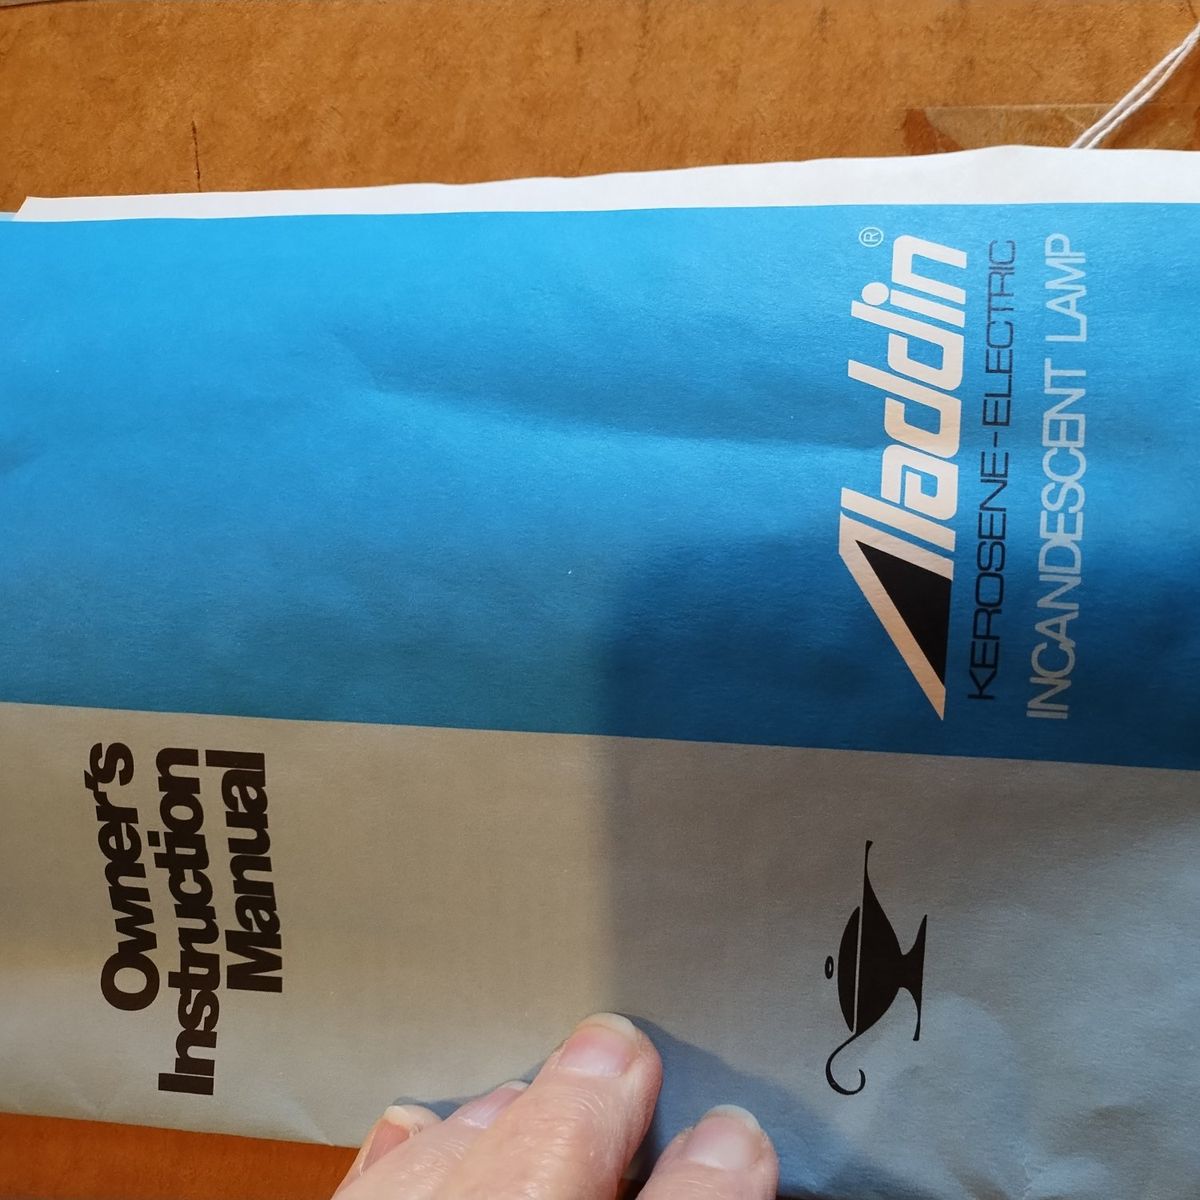 Owner's
Instruction
Manual
Aladdin®
KEROSENE-ELECTRIC
INCANDESCENT LAMP